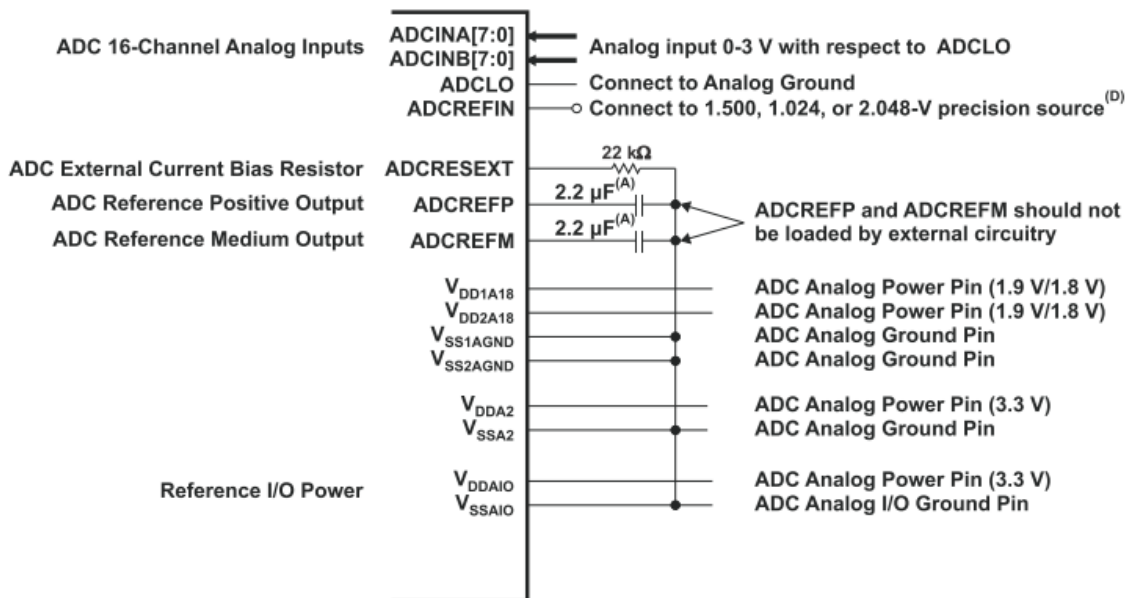 ADC 16-Channel Analog Inputs
ADCINA[7:0]
ADCINB[7:0]
Analog input 0-3 V with respect to ADCLO
ADCLO
Connect to Analog Ground
ADCREFIN
Connect to 1.500, 1.024, or 2.048-V precision source(D)
ADC External Current Bias Resistor
ADCRESEXT
22 kΩ
ADC Reference Positive Output
ADCREFP
2.2 µF(A)
ADC Reference Medium Output
ADCREFM
2.2 µF(A)
ADCREFP and ADCREFM should not
be loaded by external circuitry
VDD1A18
ADC Analog Power Pin (1.9 V/1.8 V)
VDD2A18
ADC Analog Power Pin (1.9 V/1.8 V)
VSS1AGND
ADC Analog Ground Pin
VSS2AGND
ADC Analog Ground Pin
VDDA2
ADC Analog Power Pin (3.3 V)
VSSA2
ADC Analog Ground Pin
Reference I/O Power
VDDAIO
ADC Analog Power Pin (3.3 V)
VSSAIO
ADC Analog I/O Ground Pin